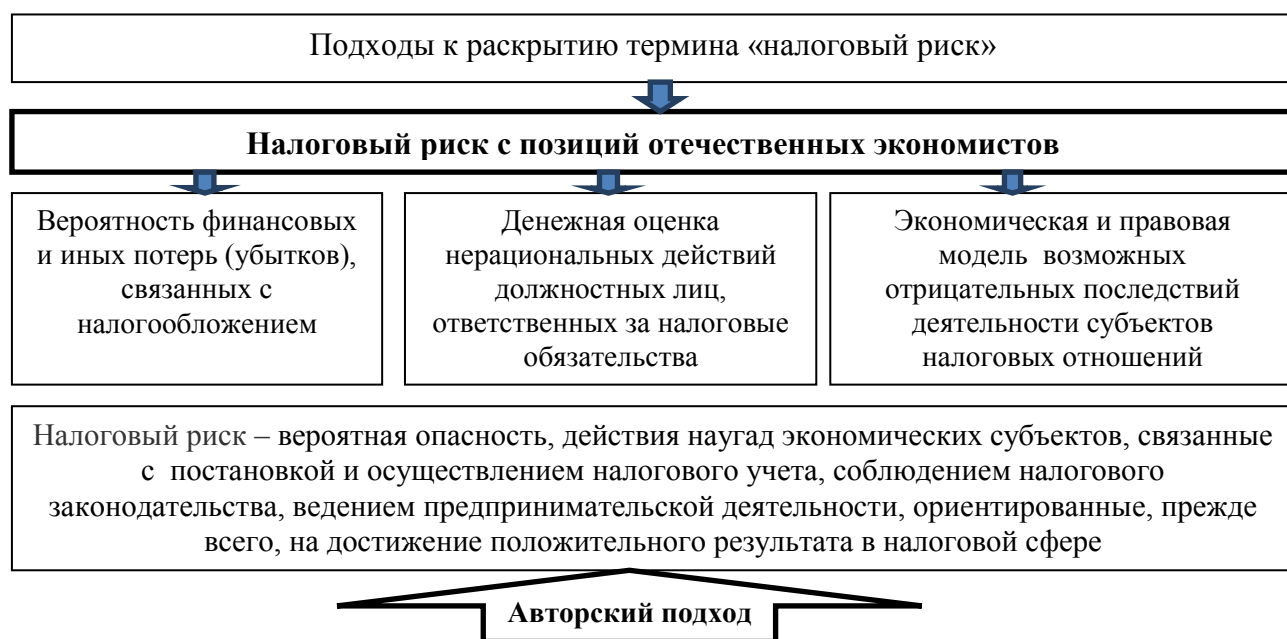 Подходы к раскрытию термина «налоговый риск»
Налоговый риск с позиций отечественных экономистов
Вероятность финансовых
и иных потерь (убытков),
связанных с
налогообложением
Денежная оценка
нерациональных действий
должностных лиц,
ответственных за налоговые
обязательства
Экономическая и правовая
модель возможных
отрицательных последствий
деятельности субъектов
налоговых отношений
Налоговый риск – вероятная опасность, действия наугад экономических субъектов, связанные
с постановкой и осуществлением налогового учета, соблюдением налогового
законодательства, ведением предпринимательской деятельности, ориентированные, прежде
всего, на достижение положительного результата в налоговой сфере
Авторский подход